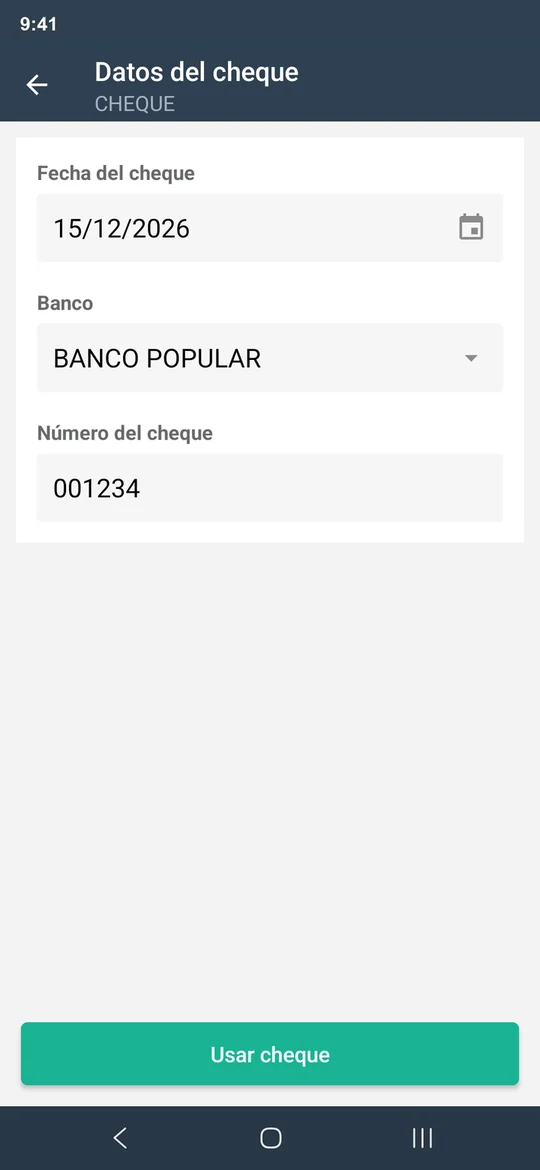 9:41
Datos del cheque
CHEQUE
Fecha del cheque
15/12/2026
Banco
BANCO POPULAR
Número del cheque
001234
Usar cheque